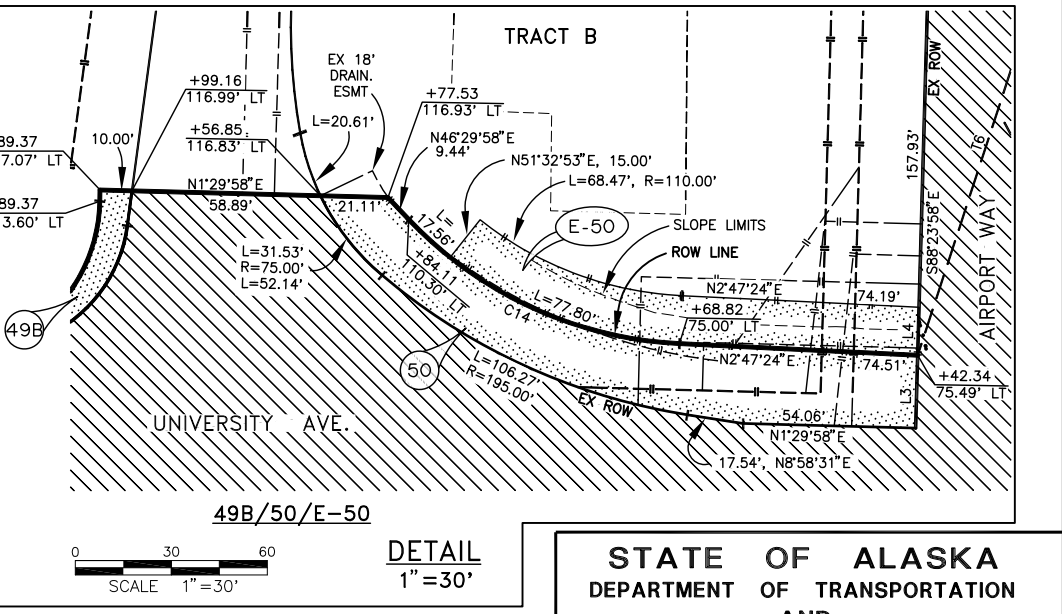 TRACT B
EX 18'
DRAIN.
ESMT
+99.16
116.99' LT
+77.53
116.93' LT
EX ROW
L=20.61'
+56.85
116.83' LT
N46°29'58"E
9.44'
89.37
7.07' LT
10.00'
N51°32'53"E, 15.00'
157.93'
T6
L=68.47', R=110.00'
N1°29'58"E
58.89'
21.11'
89.37
3.60' LT
L=
17.56'
E-50
SLOPE LIMITS
ROW LINE
S88°23'58"E
AIRPORT WAY
L=31.53'
R=75.00'
L=52.14'
+84.11
110.30' LT
N2°47'24"E
74.19'
L=77.80'
C14
+68.82
75.00' LT
L4
49B
N2°47'24"E
74.51'
50
L=106.27'
R=195.00'
+42.34
75.49' LT
L3
EX ROW
54.06'
N1°29'58"E
UNIVERSITY AVE.
17.54', N8°58'31"E
49B/50/E-50
0 30 60
SCALE 1"=30'
DETAIL
1"=30'
STATE OF ALASKA
DEPARTMENT OF TRANSPORTATION
AND